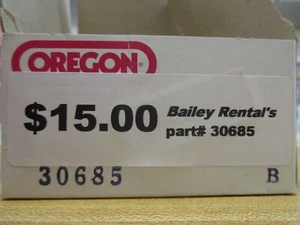 OREGON
$15.00
Bailey Rental's
part# 30685
30685 B